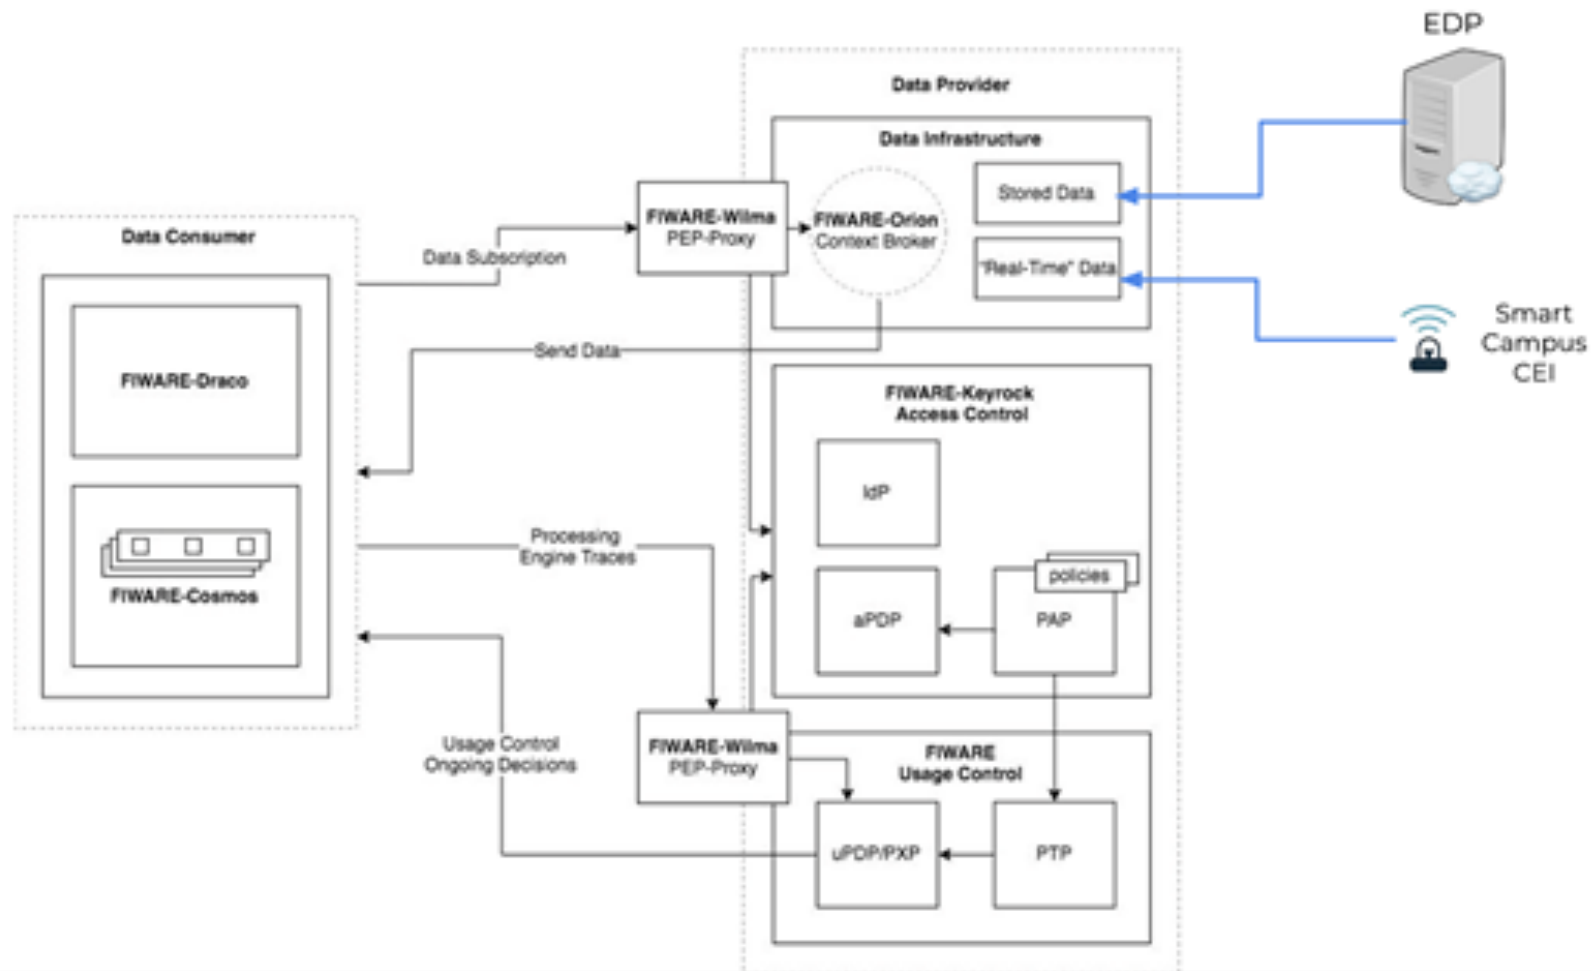 EDP
Data Provider
Data Infrastructure
Stored Data
FIWARE-Wilma
PEP-Proxy
FIWARE-Orion
Context Broker
"Real-Time" Data
Data Consumer
Data Subscription
Smart
Campus
CEI
Send Data
FIWARE-Draco
FIWARE-Keyrock
Access Control
IdP
Processing
Engine Traces
policies
FIWARE-Cosmos
aPDP
PAP
Usage Control
Ongoing Decisions
FIWARE-Wilma
PEP-Proxy
FIWARE
Usage Control
uPDP/PXP
PTP